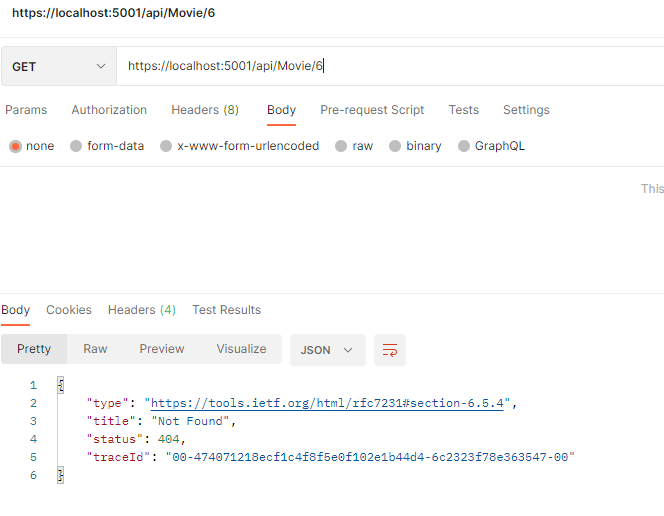 https://localhost:5001/api/Movie/6
GET https://localhost:5001/api/Movie/6
Params Authorization Headers (8) Body Pre-request Script Tests Settings
none form-data x-www-form-urlencoded raw binary GraphQL
This
Body Cookies Headers (4) Test Results
Pretty Raw Preview Visualize JSON
1 {
2 "type": "https://tools.ietf.org/html/rfc7231#section-6.5.4",
3 "title": "Not Found",
4 "status": 404,
5 "traceId": "00-474071218ecf1c4f8f5e0f102e1b44d4-6c2323f78e363547-00"
6 }